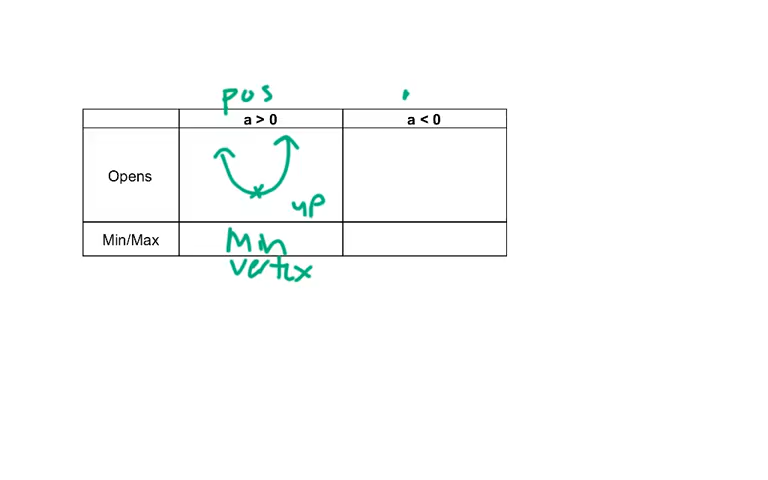 pos
a > 0
a < 0
Opens
up
Min/Max
Min
vertex